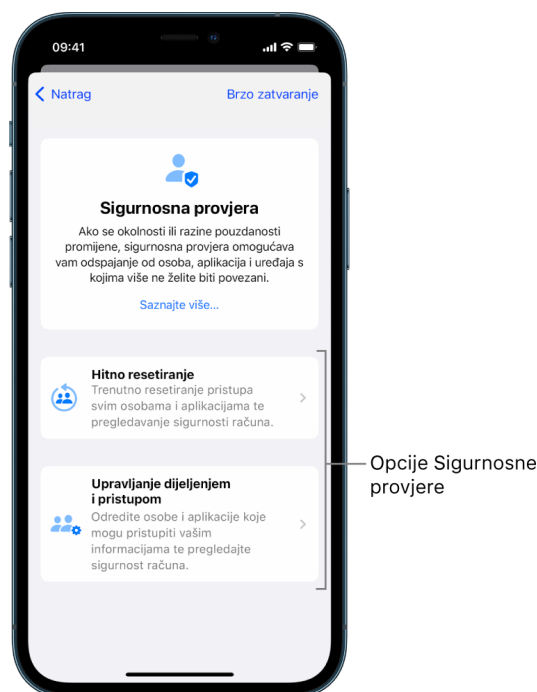 09:41
Natrag
Brzo zatvaranje
Sigurnosna provjera
Ako se okolnosti ili razine pouzdanosti
promijene, sigurnosna provjera omogućava
vam odspajanje od osoba, aplikacija i uređaja s
kojima više ne želite biti povezani.
Saznajte više...
Hitno resetiranje
Trenutno resetiranje pristupa
svim osobama i aplikacijama te
pregledavanje sigurnosti računa.
Upravljanje dijeljenjem
i pristupom
Odredite osobe i aplikacije koje
mogu pristupiti vašim
informacijama te pregledajte
sigurnost računa.
Opcije Sigurnosne
provjere